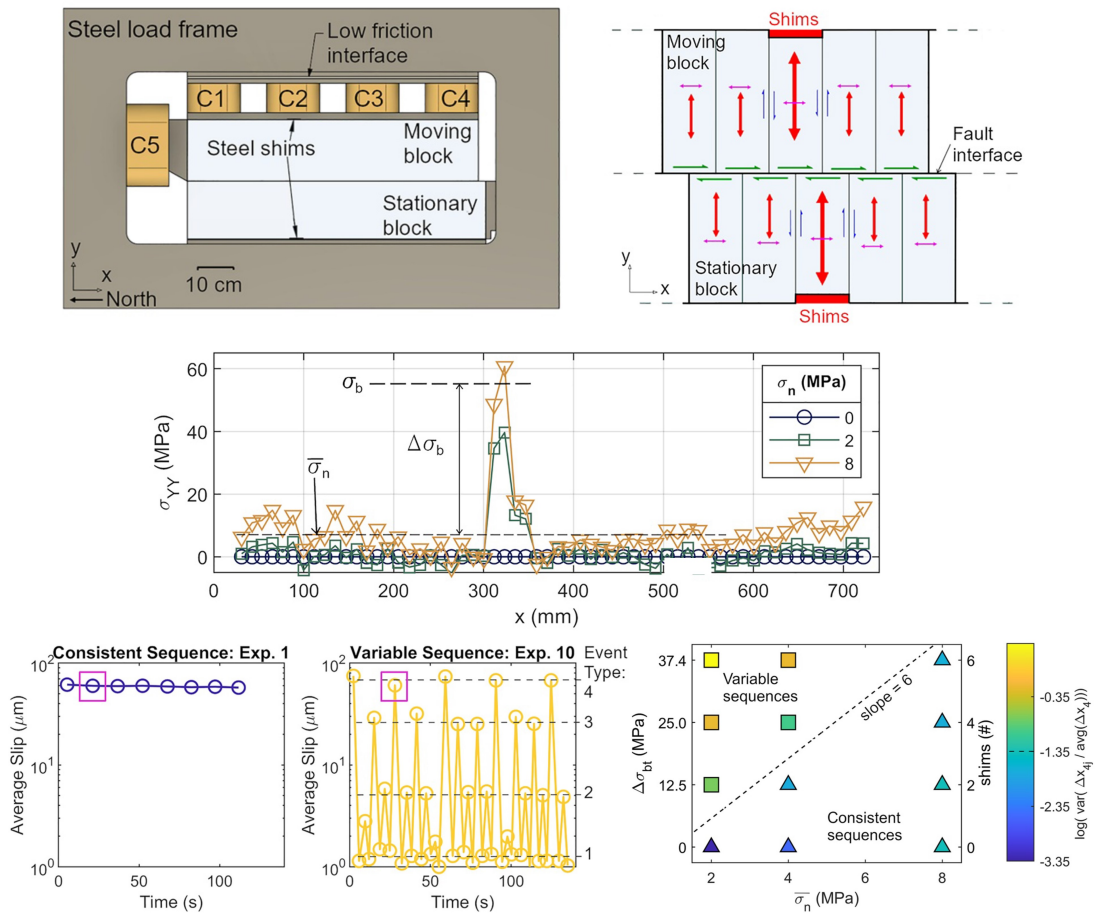 Steel load frame
Low friction
interface
C1
C2
C3
C4
C5
Moving
block
Steel shims
Stationary
block
y
x
10 cm
North
Shims
Moving
block
Fault
interface
y
x
Stationary
block
Shims
60
40
20
0
σYY (MPa)
σb
Δσb
σn
σn (MPa)
0
2
8
100
200
300
400
500
600
700
x (mm)
Consistent Sequence: Exp. 1
10²
10¹
10⁰
Average Slip (μm)
0
50
100
Time (s)
Variable Sequence: Exp. 10
Event
Type:
4
3
2
1
10²
10¹
10⁰
Average Slip (μm)
0
50
100
Time (s)
37.4
25.0
12.5
0
Δσbt (MPa)
Variable
sequences
slope = 6
Consistent
sequences
6
4
2
0
shims (#)
2
4
6
8
σn (MPa)
-0.35
-1.35
-2.35
-3.35
log( var( Δx4j / avg(Δx4)))